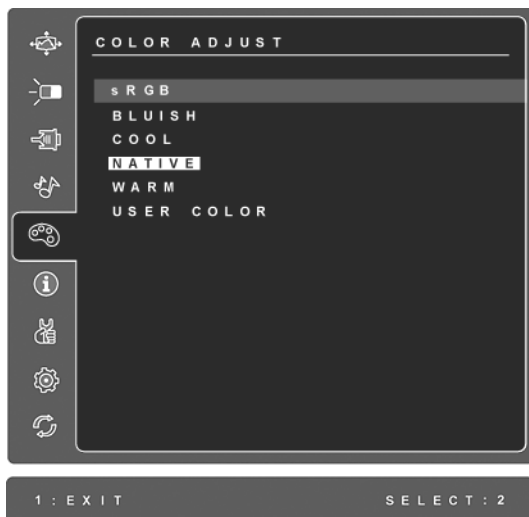 COLOR ADJUST
sRGB
BLUISH
COOL
NATIVE
WARM
USER COLOR
1:EXIT SELECT:2